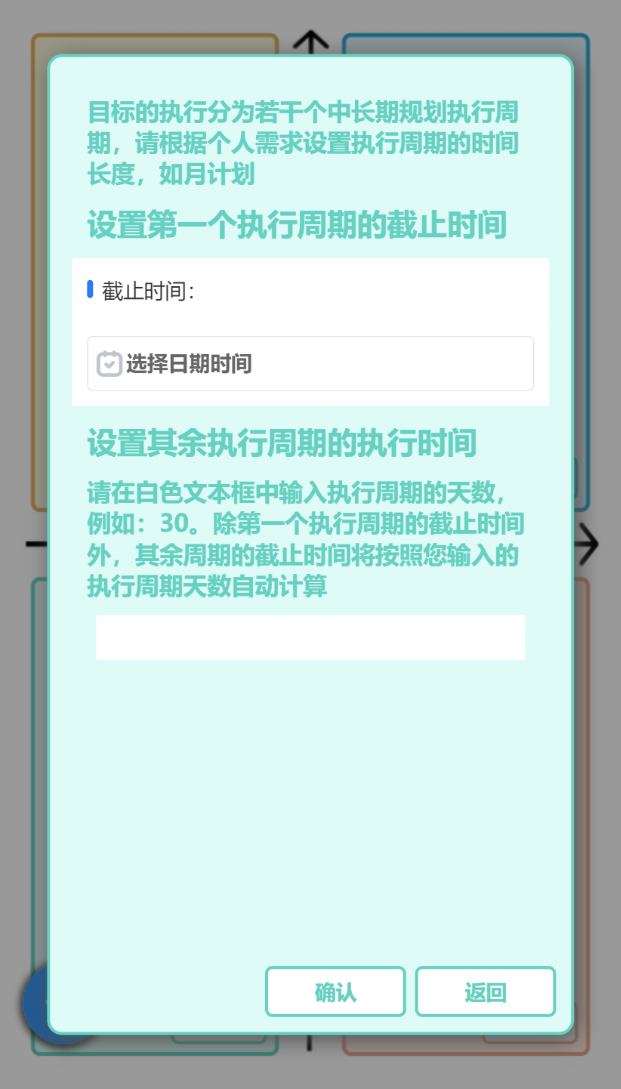 目标的执行分为若干个中长期规划执行周
期，请根据个人需求设置执行周期的时间
长度，如月计划
设置第一个执行周期的截止时间
截止时间：
选择日期时间
设置其余执行周期的执行时间
请在白色文本框中输入执行周期的天数，
例如：30。除第一个执行周期的截止时间
外，其余周期的截止时间将按照您输入的
执行周期天数自动计算
确认
返回